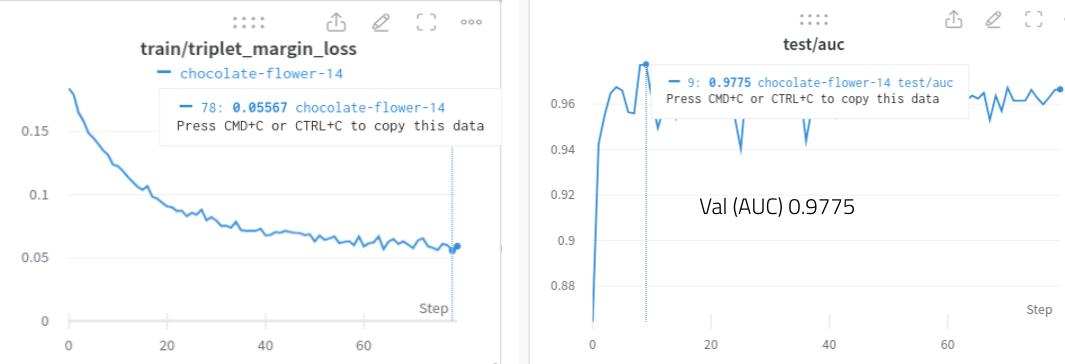 train/triplet_margin_loss
chocolate-flower-14
78: 0.05567 chocolate-flower-14
Press CMD+C or CTRL+C to copy this data
0.15
0.1
0.05
0
Step
0 20 40 60
test/auc
9: 0.9775 chocolate-flower-14 test/auc
Press CMD+C or CTRL+C to copy this data
0.96
0.94
0.92
Val (AUC) 0.9775
0.9
0.88
Step
0 20 40 60